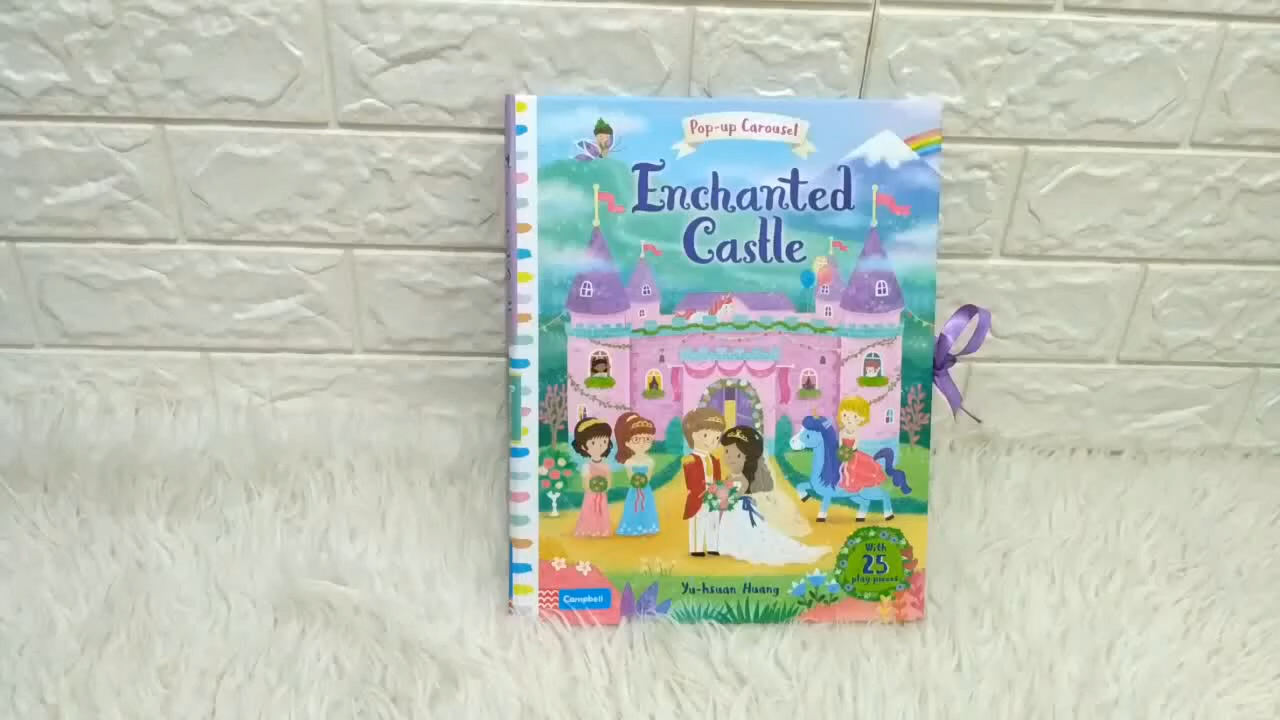 Pop-up Carousel
Enchanted
Castle
With
25
play pieces
Yu-hsuan Huang
Campbell